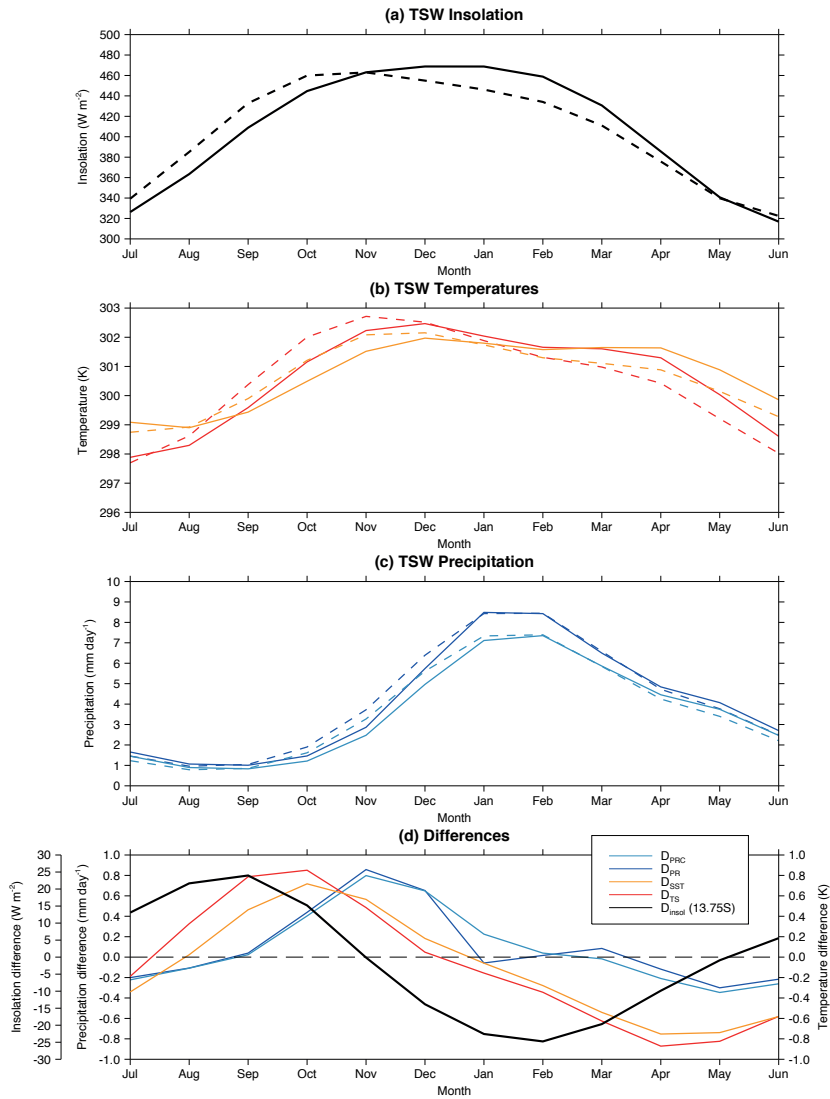 (a) TSW Insolation
500
480
460
440
420
400
380
360
340
320
300
Insolation (W m⁻²)
Jul Aug Sep Oct Nov Dec Jan Feb Mar Apr May Jun
Month
(b) TSW Temperatures
303
302
301
300
299
298
297
296
Temperature (K)
Jul Aug Sep Oct Nov Dec Jan Feb Mar Apr May Jun
Month
(c) TSW Precipitation
10
9
8
7
6
5
4
3
2
1
0
Precipitation (mm day⁻¹)
Jul Aug Sep Oct Nov Dec Jan Feb Mar Apr May Jun
Month
(d) Differences
Insolation difference (W m⁻²)
30
25
20
15
10
5
0
-5
-10
-15
-20
-25
-30
Precipitation difference (mm day⁻¹)
1.0
0.8
0.6
0.4
0.2
0.0
-0.2
-0.4
-0.6
-0.8
-1.0
D_PRC
D_PR
D_SST
D_TS
D_insol (13.75S)
1.0
0.8
0.6
0.4
0.2
0.0
-0.2
-0.4
-0.6
-0.8
-1.0
Temperature difference (K)
Jul Aug Sep Oct Nov Dec Jan Feb Mar Apr May Jun
Month